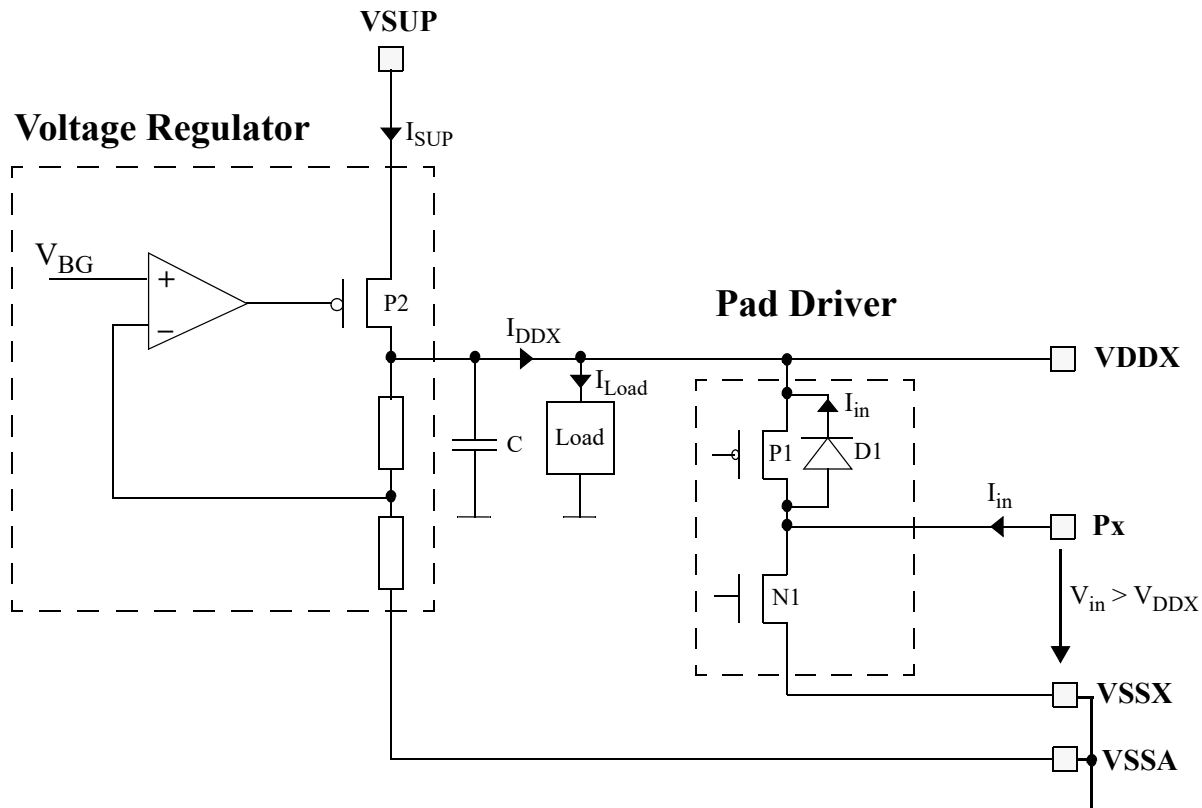 VSUP
Voltage Regulator
I_SUP
V_BG
+
−
P2
Pad Driver
I_DDX
VDDX
I_Load
I_in
C
Load
P1
D1
I_in
Px
N1
V_in > V_DDX
VSSX
VSSA